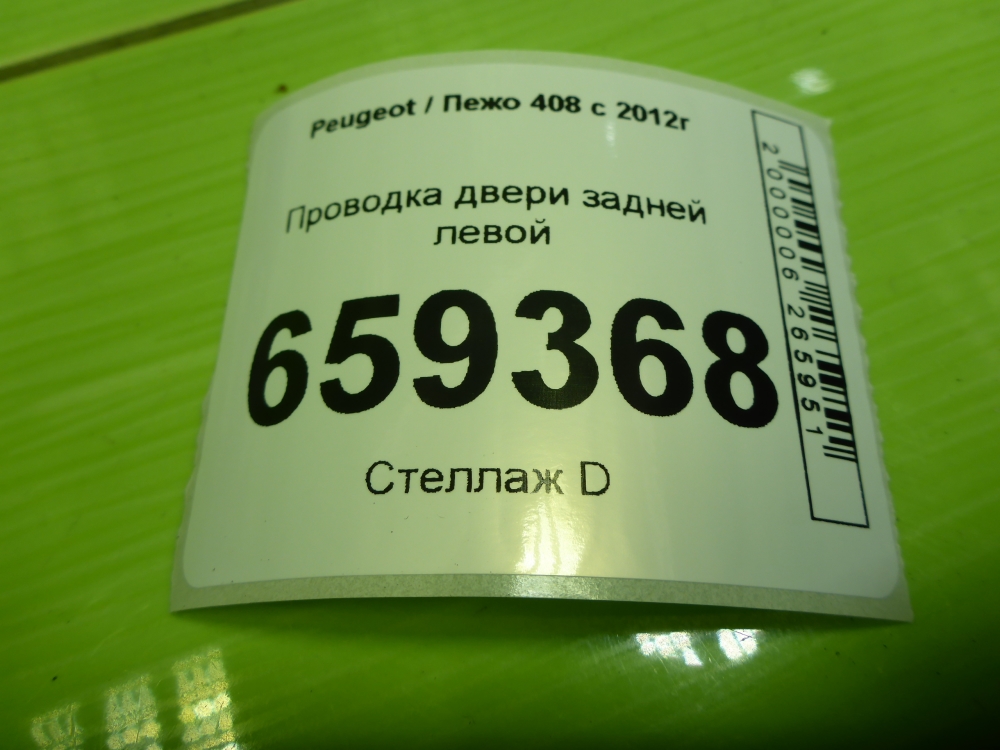 Peugeot / Пежо 408 с 2012г
Проводка двери задней
левой
659368
Стеллаж D
2000006265951